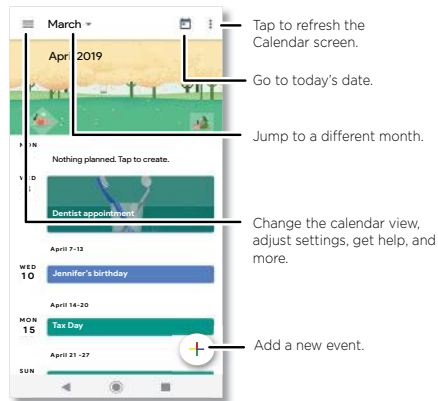 March
Tap to refresh the
Calendar screen.
April 2019
Go to today's date.
Jump to a different month.
MON
Nothing planned. Tap to create.
WED
Dentist appointment
Change the calendar view,
adjust settings, get help, and
more.
April 7-13
WED
10
Jennifer's birthday
April 14-20
MON
15
Tax Day
Add a new event.
April 21 -27
SUN